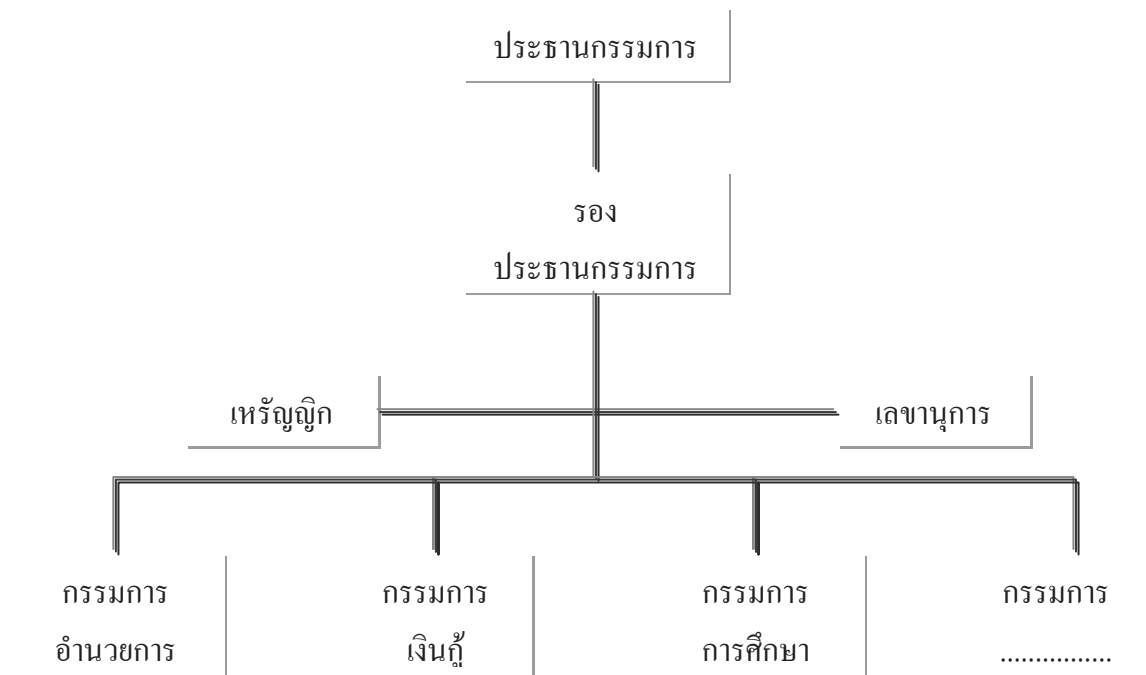 ประธานกรรมการ
รอง
ประธานกรรมการ
เหรัญญิก
เลขานุการ
กรรมการ
อำนวยการ
กรรมการ
เงินกู้
กรรมการ
การศึกษา
กรรมการ
................